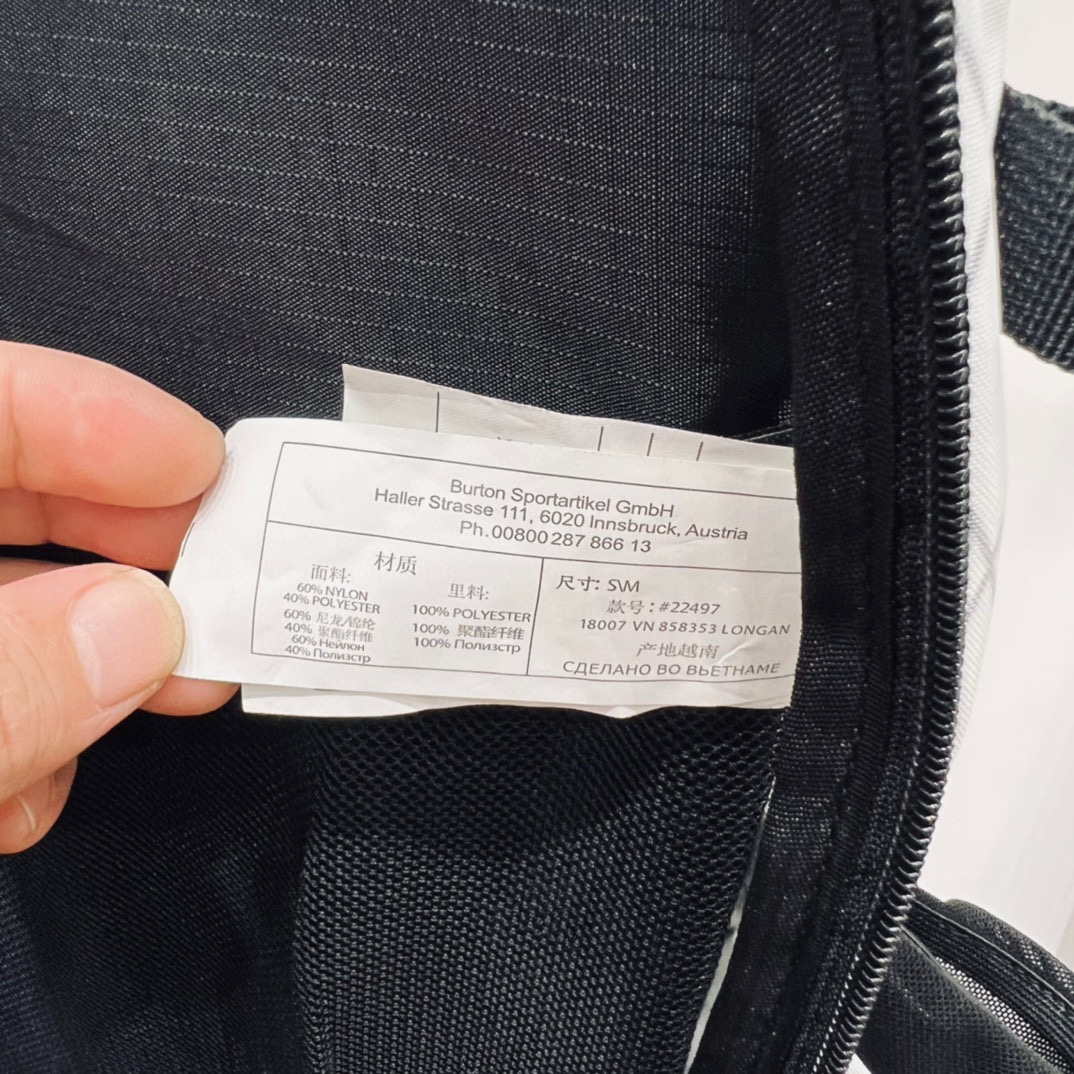 Burton Sportartikel GmbH
Haller Strasse 111, 6020 Innsbruck, Austria
Ph.00800 287 866 13
材质
面料:
60% NYLON
40% POLYESTER
60% 尼龙/锦纶
40% 聚酯纤维
60% Нейлон
40% Полиэстр
里料:
100% POLYESTER
100% 聚酯纤维
100% Полиэстр
尺寸: SM
款号: #22497
18007 VN 858353 LONGAN
产地越南
СДЕЛАНО ВО ВЬЕТНАМЕ